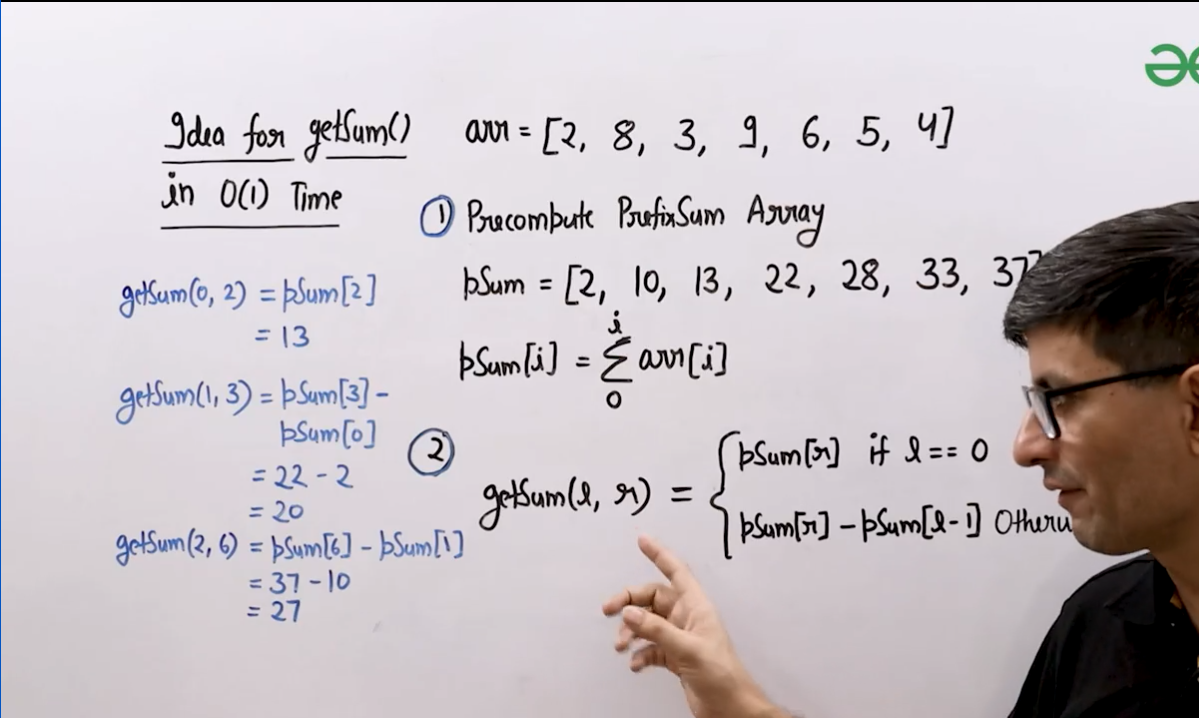 Idea for getSum()
in O(1) Time
arr = [2, 8, 3, 9, 6, 5, 4]
① Precompute PrefixSum Array
pSum = [2, 10, 13, 22, 28, 33, 37]
pSum[i] = i∑0 arr[i]
② getSum(l, r) = { pSum[r] if l == 0
pSum[r] - pSum[l-1]
getSum(0, 2) = pSum[2]
= 13
getSum(1, 3) = pSum[3] -
pSum[0]
= 22 - 2
= 20
getSum(2, 6) = pSum[6] - pSum[1]
= 37 - 10
= 27